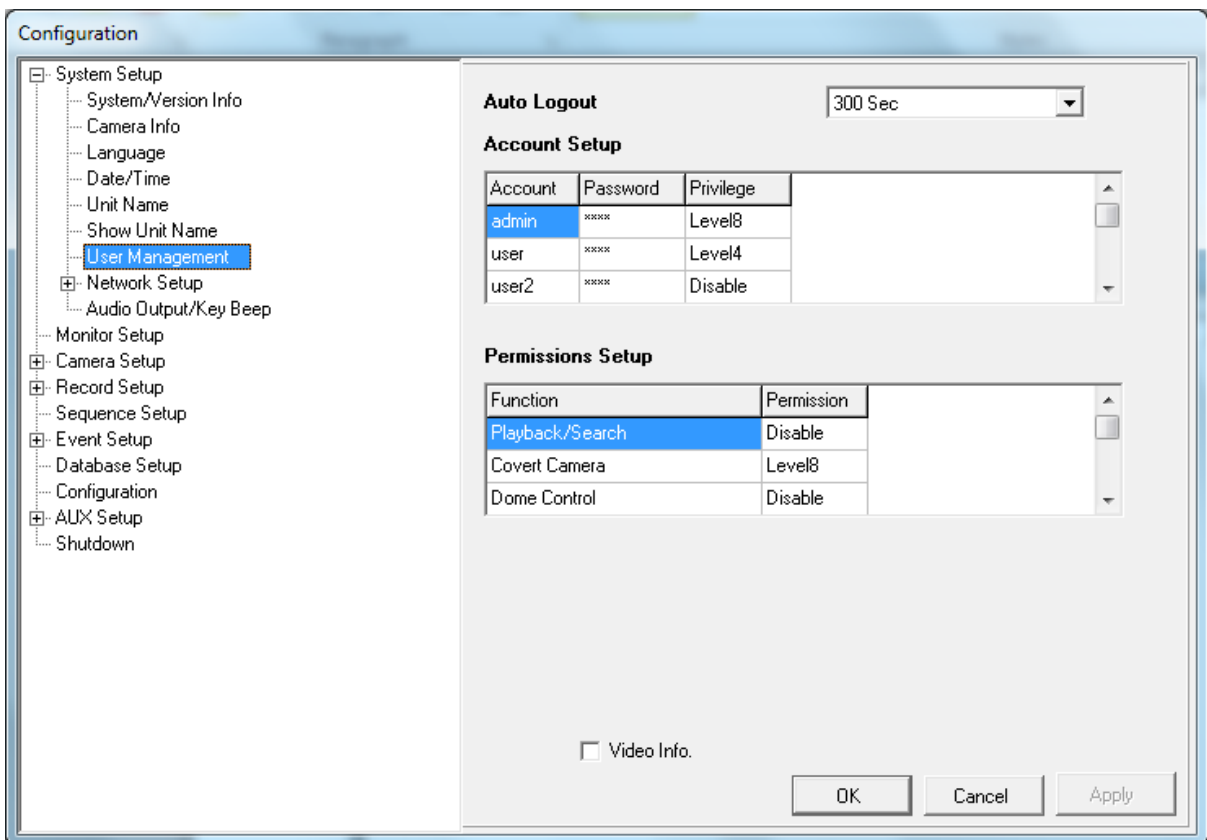 Configuration
System Setup
System/Version Info
Camera Info
Language
Date/Time
Unit Name
Show Unit Name
User Management
Network Setup
Audio Output/Key Beep
Monitor Setup
Camera Setup
Record Setup
Sequence Setup
Event Setup
Database Setup
Configuration
AUX Setup
Shutdown
Auto Logout 300 Sec
Account Setup
Account Password Privilege
admin **** Level8
user **** Level4
user2 **** Disable
Permissions Setup
Function Permission
Playback/Search Disable
Covert Camera Level8
Dome Control Disable
Video Info.
OK Cancel Apply